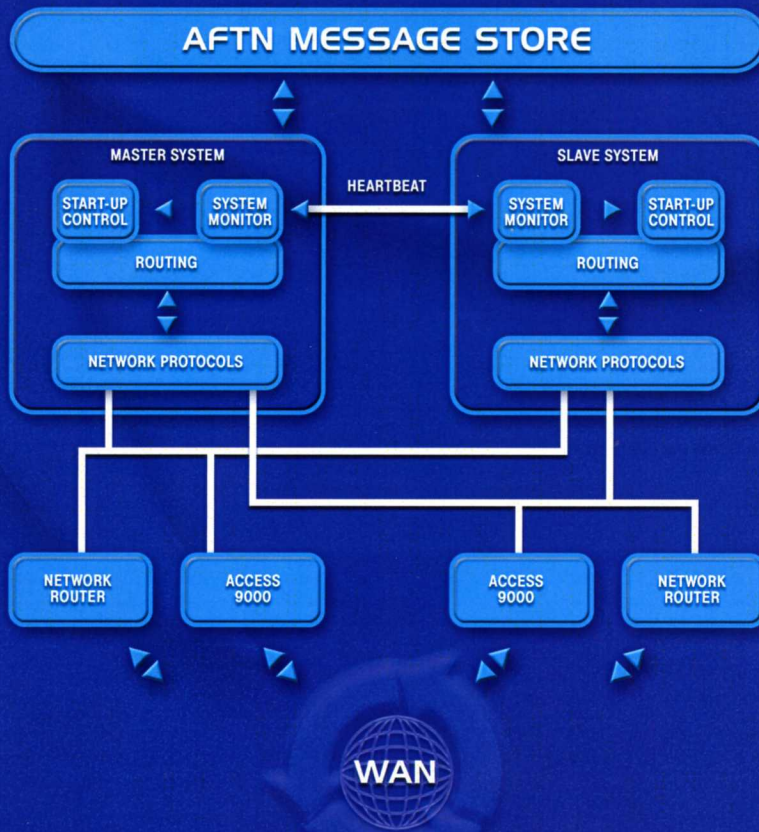 AFTN MESSAGE STORE
MASTER SYSTEM
START-UP
CONTROL
SYSTEM
MONITOR
ROUTING
NETWORK PROTOCOLS
HEARTBEAT
SLAVE SYSTEM
SYSTEM
MONITOR
START-UP
CONTROL
ROUTING
NETWORK PROTOCOLS
NETWORK
ROUTER
ACCESS
9000
ACCESS
9000
NETWORK
ROUTER
WAN